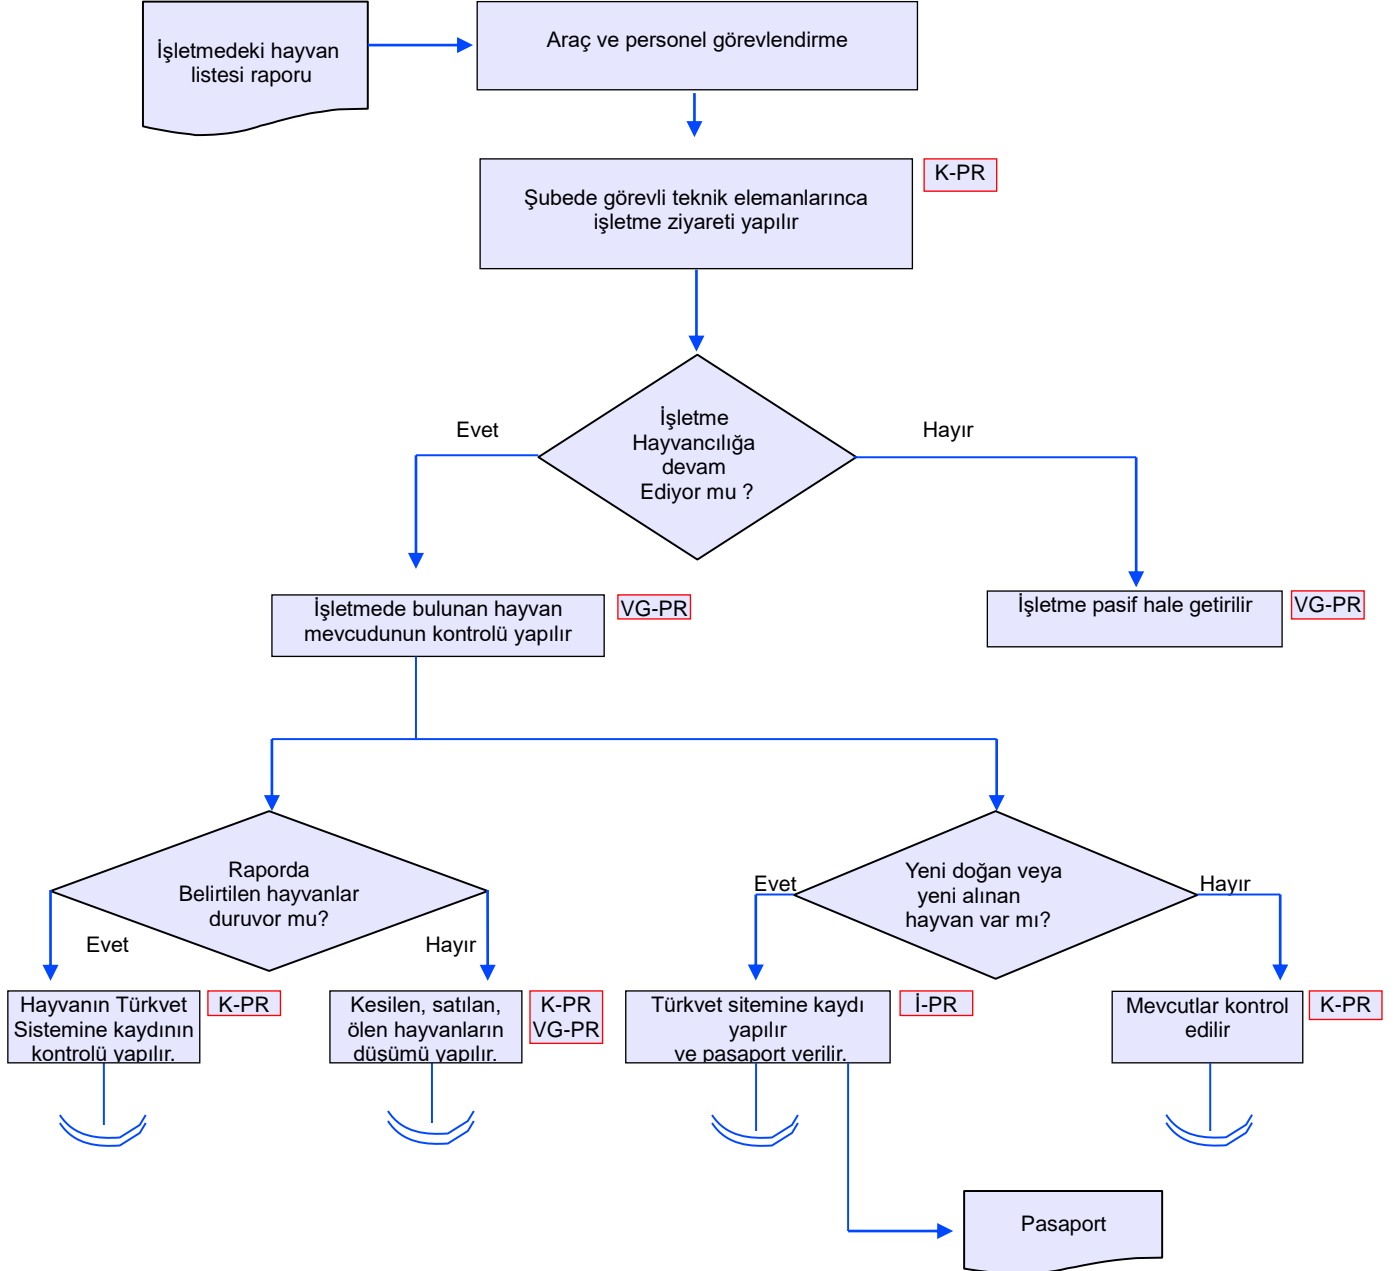 İşletmedeki hayvan
listesi raporu
Araç ve personel görevlendirme
Şubede görevli teknik elemanlarınca
işletme ziyareti yapılır
K-PR
İşletme
Hayvancılığa
devam
Ediyor mu ?
Evet
Hayır
İşletmede bulunan hayvan
mevcudunun kontrolü yapılır
VG-PR
İşletme pasif hale getirilir
VG-PR
Raporda
Belirtilen hayvanlar
duruvor mu?
Evet
Hayır
Yeni doğan veya
yeni alınan
hayvan var mı?
Evet
Hayır
Hayvanın Türkvet
Sistemine kaydının
kontrolü yapılır.
K-PR
Kesilen, satılan,
ölen hayvanların
düşümü yapılır.
K-PR
VG-PR
Türkvet sitemine kaydı
yapılır
ve pasaport verilir.
İ-PR
Mevcutlar kontrol
edilir
K-PR
Pasaport